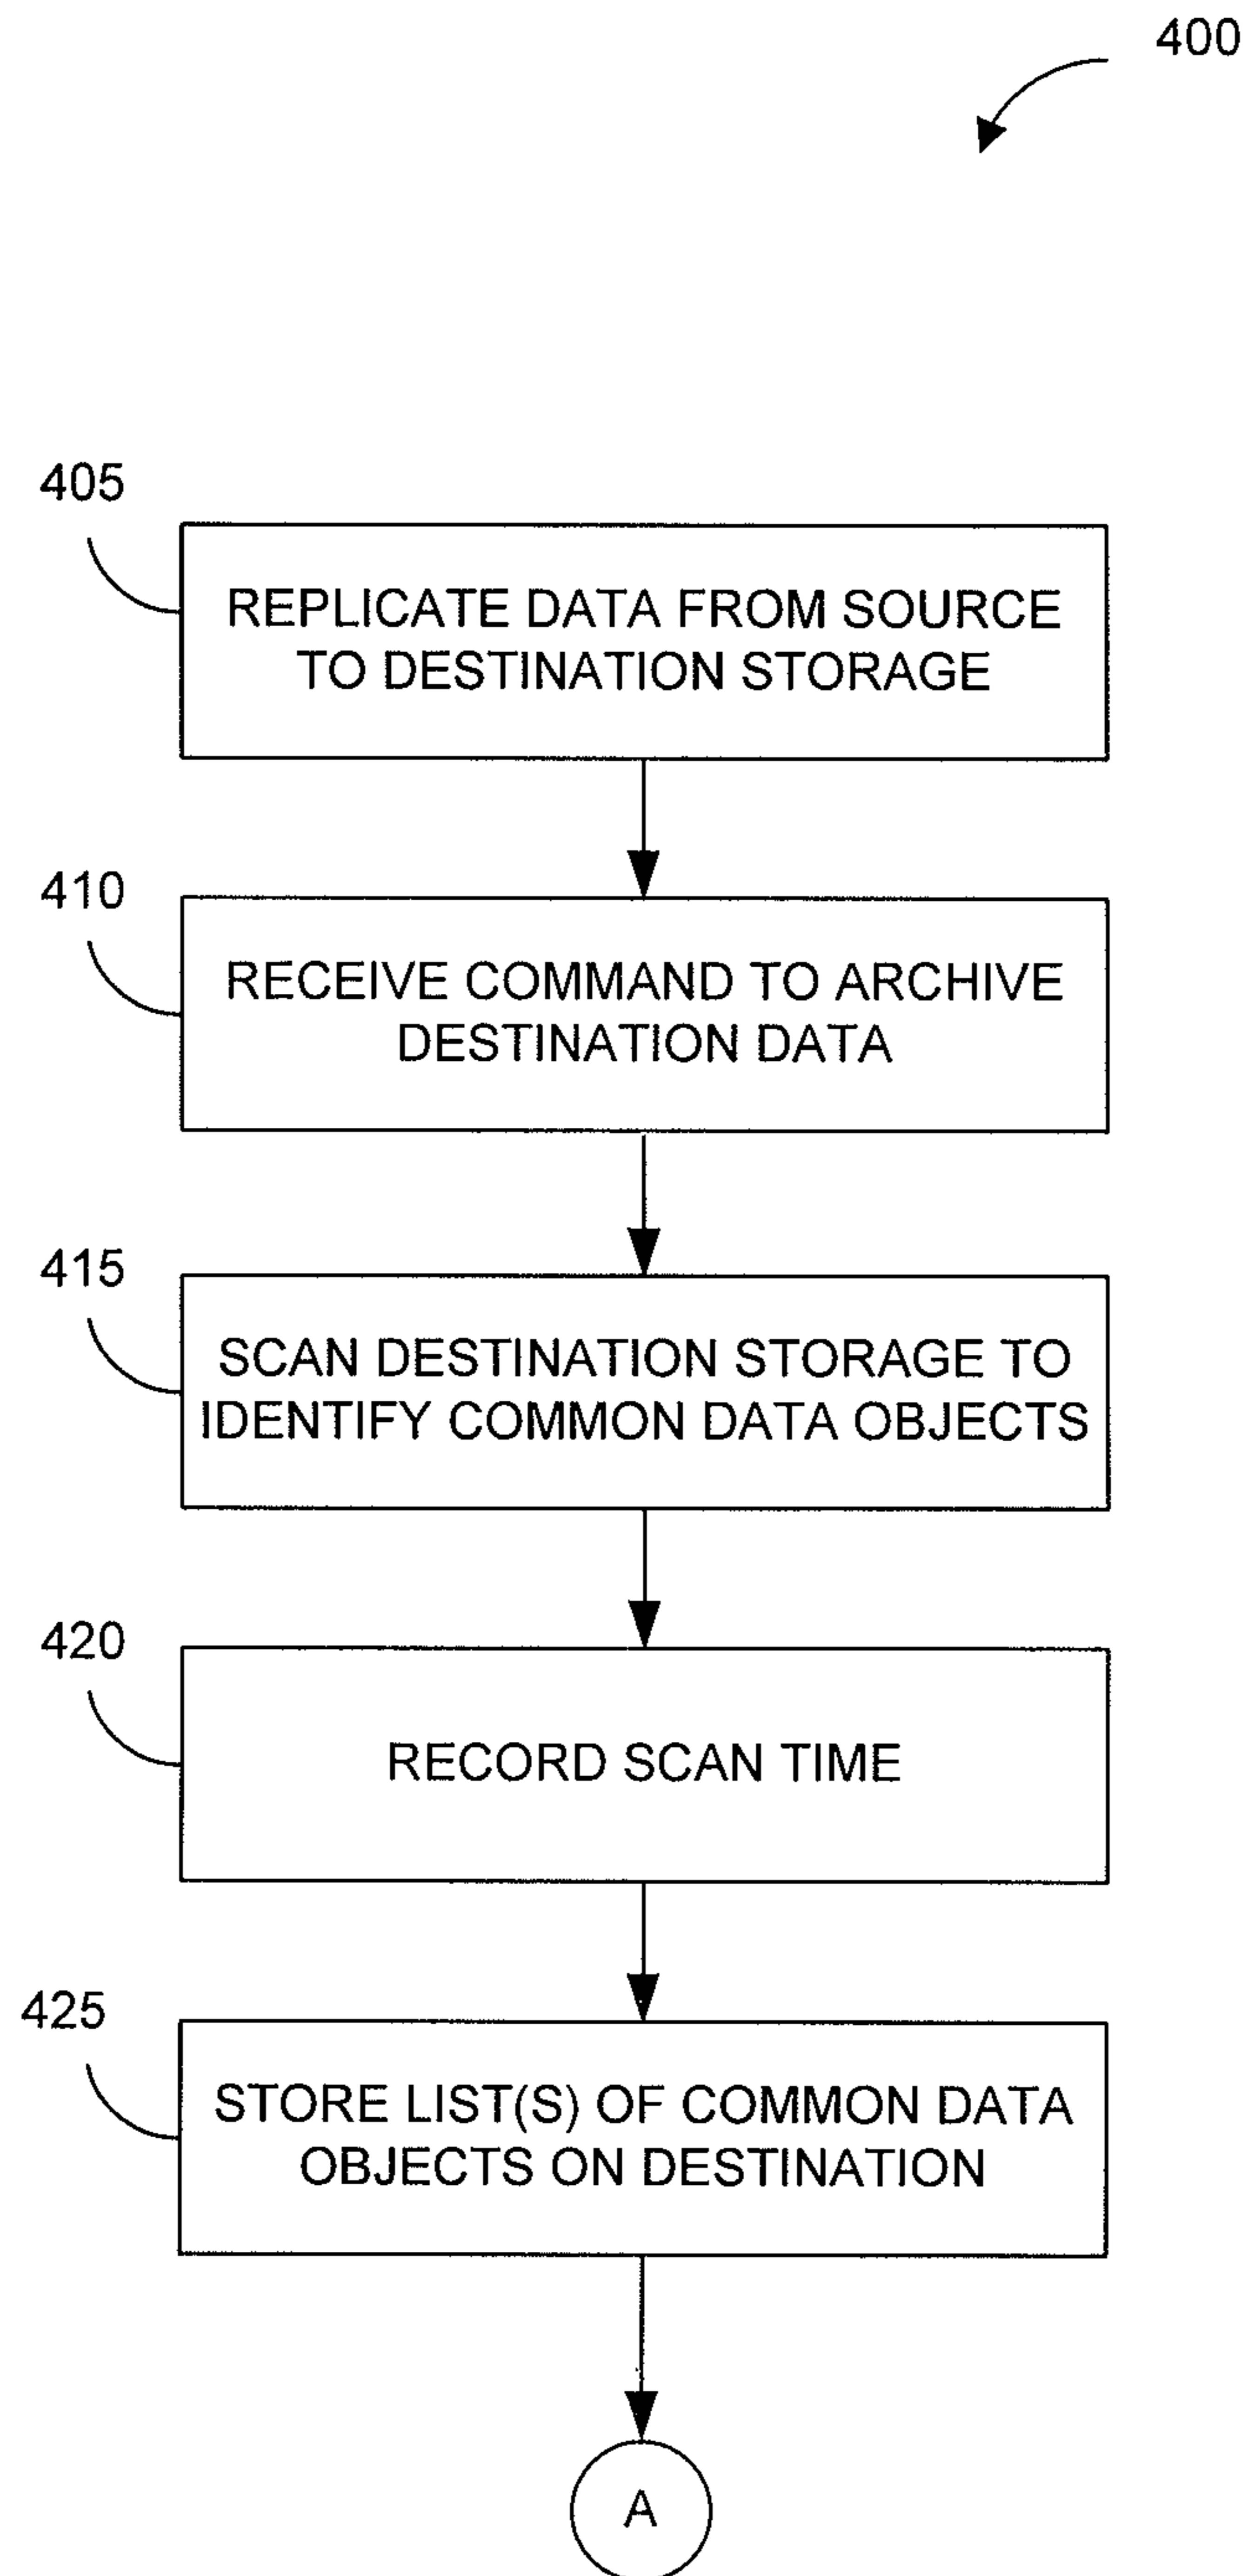 400
405
REPLICATE DATA FROM SOURCE
TO DESTINATION STORAGE
410
RECEIVE COMMAND TO ARCHIVE
DESTINATION DATA
415
SCAN DESTINATION STORAGE TO
IDENTIFY COMMON DATA OBJECTS
420
RECORD SCAN TIME
425
STORE LIST(S) OF COMMON DATA
OBJECTS ON DESTINATION
A